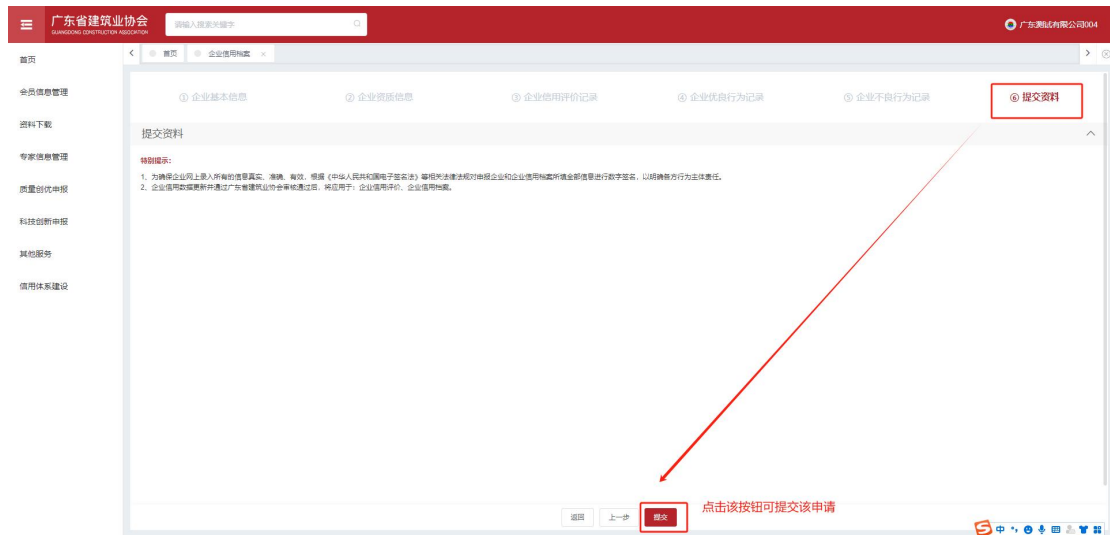 广东省建筑业协会
GUANGDONG CONSTRUCTION ASSOCIATION
请输入搜索关键字
广东测试有限公司004
首页
企业信用档案
首页
会员信息管理
资料下载
专家信息管理
质量创优申报
科技创新申报
其他服务
信用体系建设
① 企业基本信息
② 企业资质信息
③ 企业信用评价记录
④ 企业优良行为记录
⑤ 企业不良行为记录
⑥ 提交资料
提交资料
特别提示：
1、为确保企业网上录入所有的信息真实、准确、有效，根据《中华人民共和国电子签名法》等相关法律法规对申报企业和企业信用档案所填全部信息进行数字签名，以明确各方行为主体责任。
2、企业信用数据更新并通过广东省建筑业协会审核通过后，将应用于：企业信用评价、企业信用档案。
返回
上一步
提交
点击该按钮可提交该申请
中